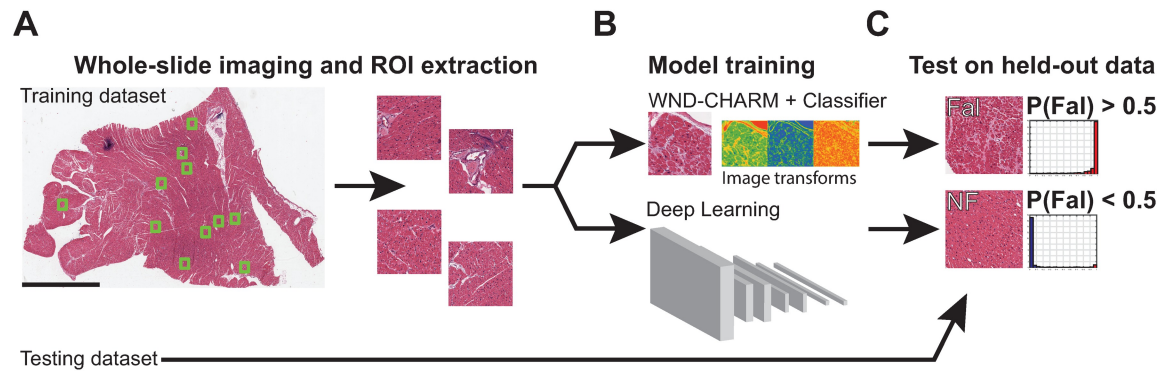 A
B
C
Whole-slide imaging and ROI extraction
Model training
Test on held-out data
Training dataset
WND-CHARM + Classifier
Fal
P(Fal) > 0.5
Image transforms
Deep Learning
NF
P(Fal) < 0.5
Testing dataset